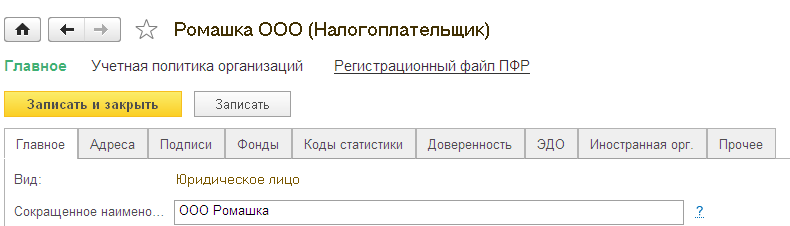 Ромашка ООО (Налогоплательщик)
Главное Учетная политика организаций Регистрационный файл ПФР
Записать и закрыть Записать
Главное Адреса Подписи Фонды Коды статистики Доверенность ЭДО Иностранная орг. Прочее
Вид: Юридическое лицо
Сокращенное наимено... ООО Ромашка ?